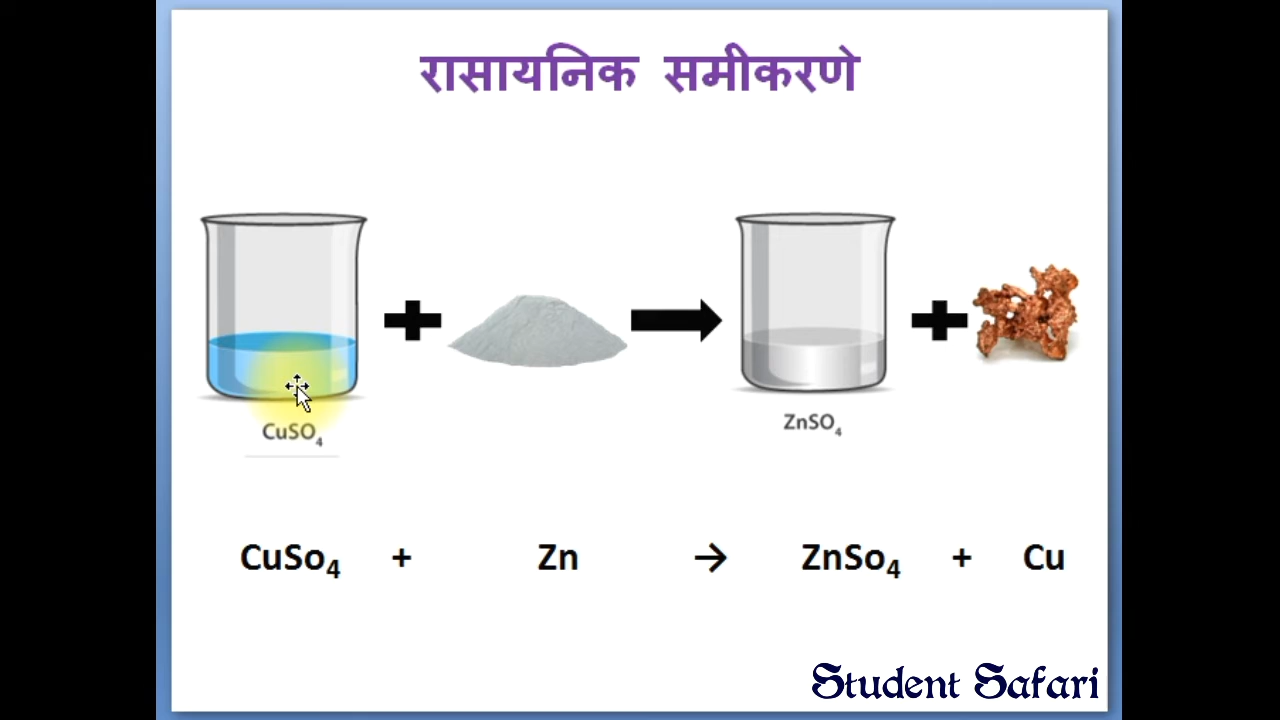 रासायनिक समीकरणे
CuSO₄
ZnSO₄
CuSo₄ + Zn → ZnSo₄ + Cu
Student Safari